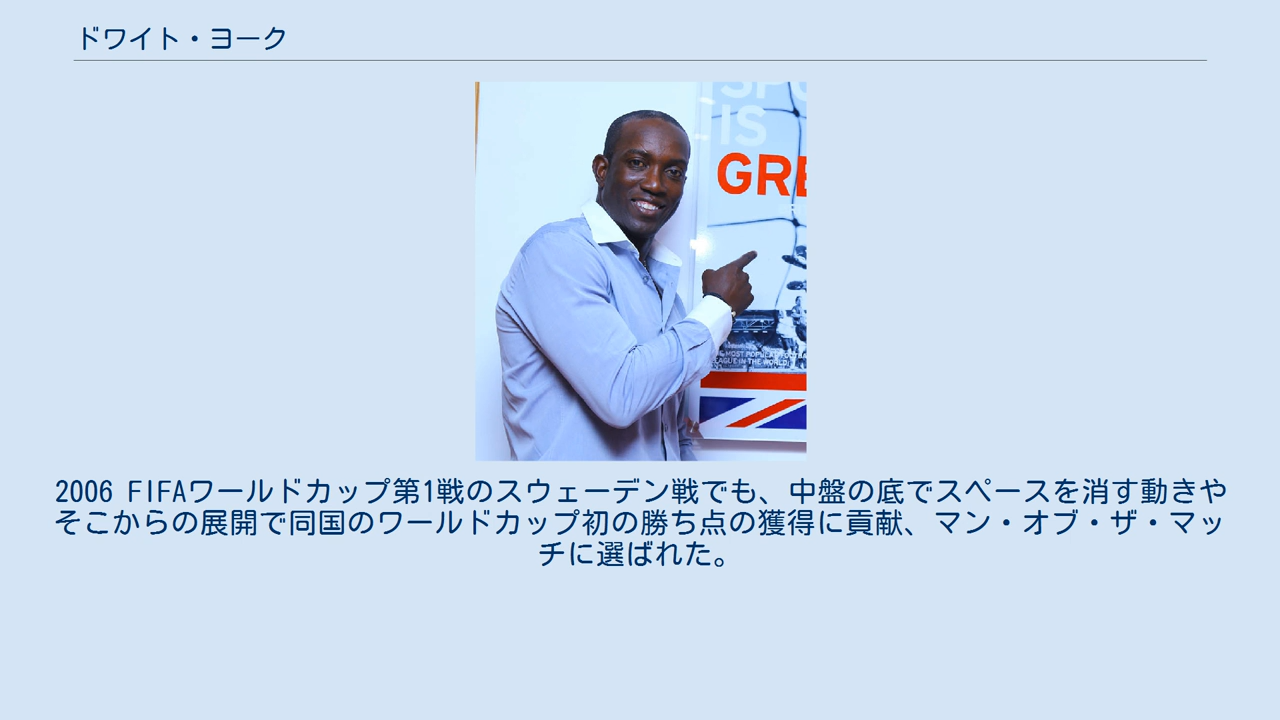 ドワイト・ヨーク
IS
GRE
LEAGUE IN THE WORLD!
2006 FIFAワールドカップ第1戦のスウェーデン戦でも、中盤の底でスペースを消す動きや
そこからの展開で同国のワールドカップ初の勝ち点の獲得に貢献、マン・オブ・ザ・マッ
チに選ばれた。